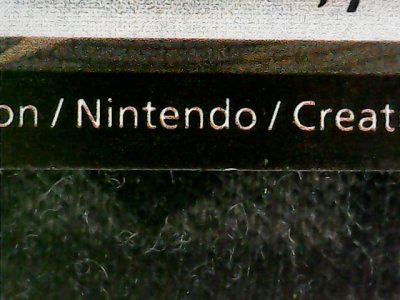 on / Nintendo / Creat